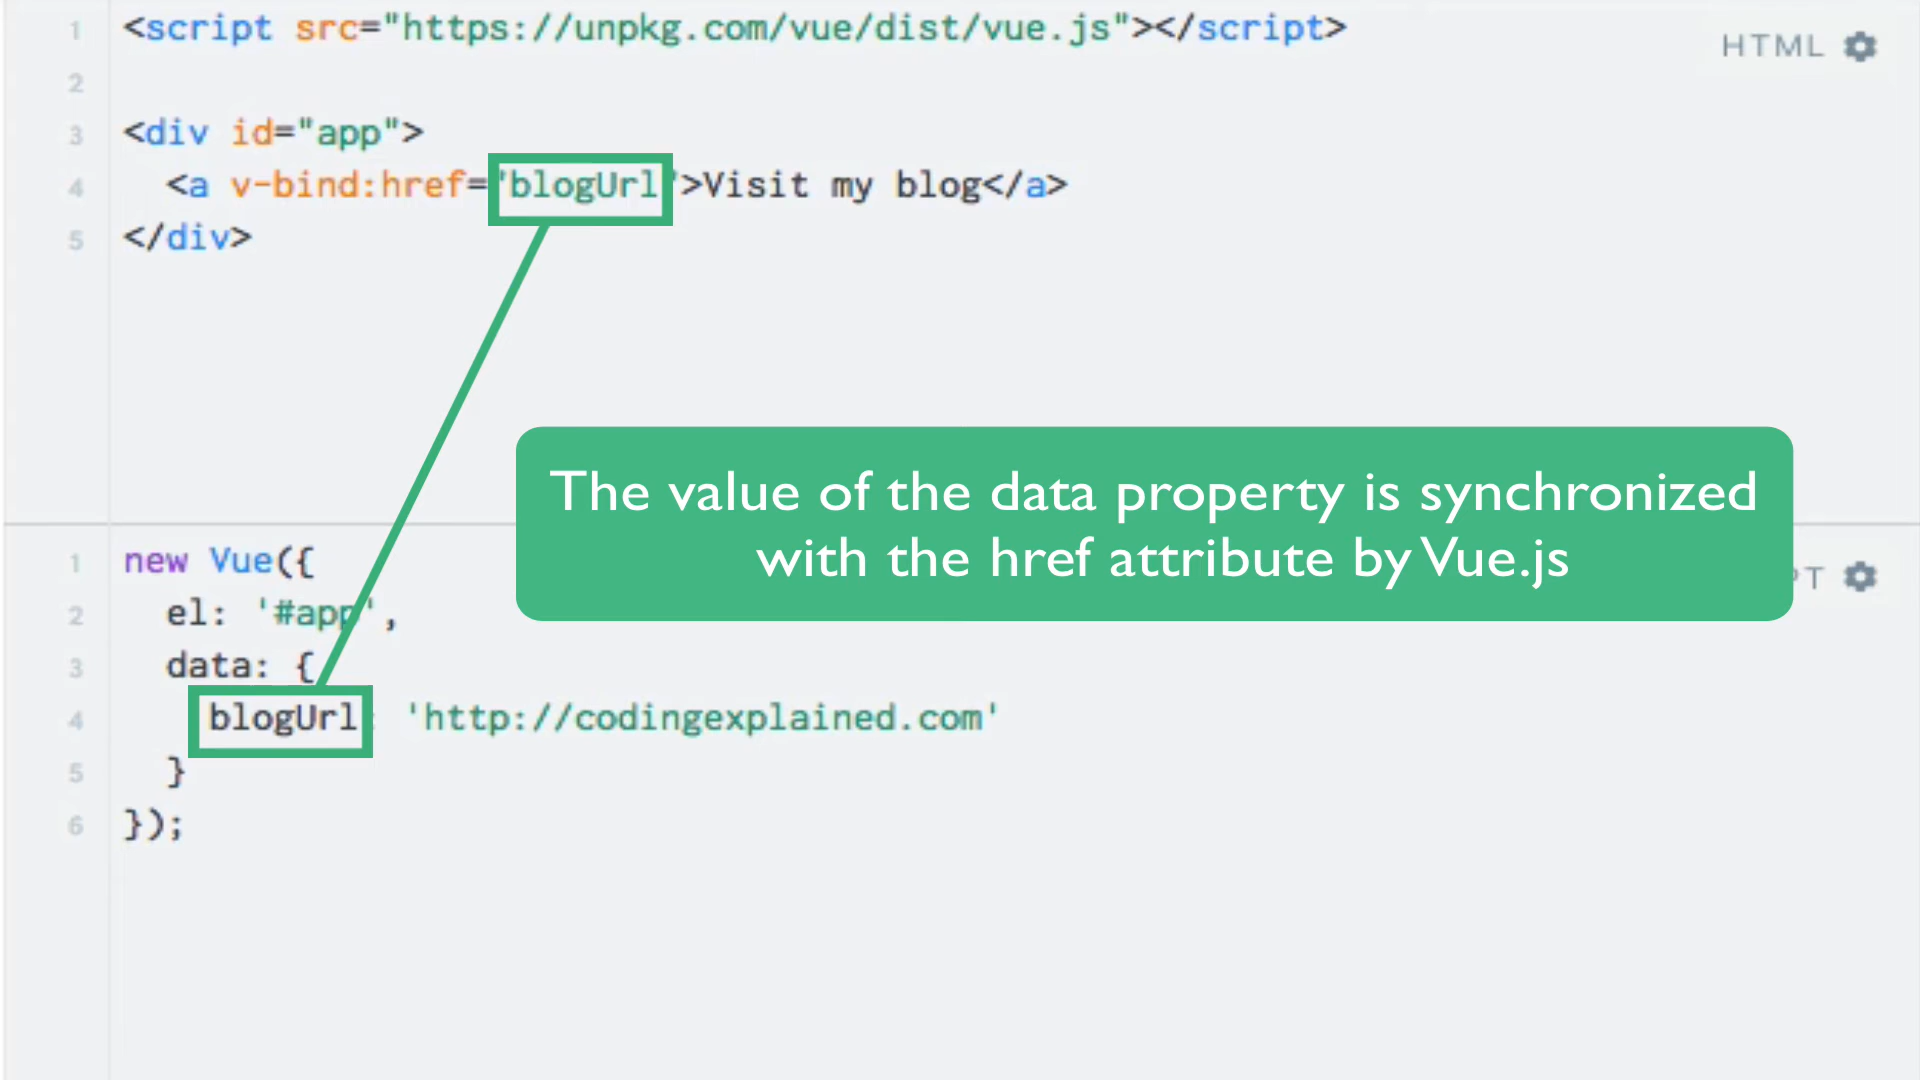 1 <script src="https://unpkg.com/vue/dist/vue.js"></script>
HTML
2
3 <div id="app">
4   <a v-bind:href="blogUrl">Visit my blog</a>
5 </div>
The value of the data property is synchronized
with the href attribute by Vue.js
1 new Vue({
PT
2   el: '#app',
3   data: {
4     blogUrl: 'http://codingexplained.com'
5   }
6 });